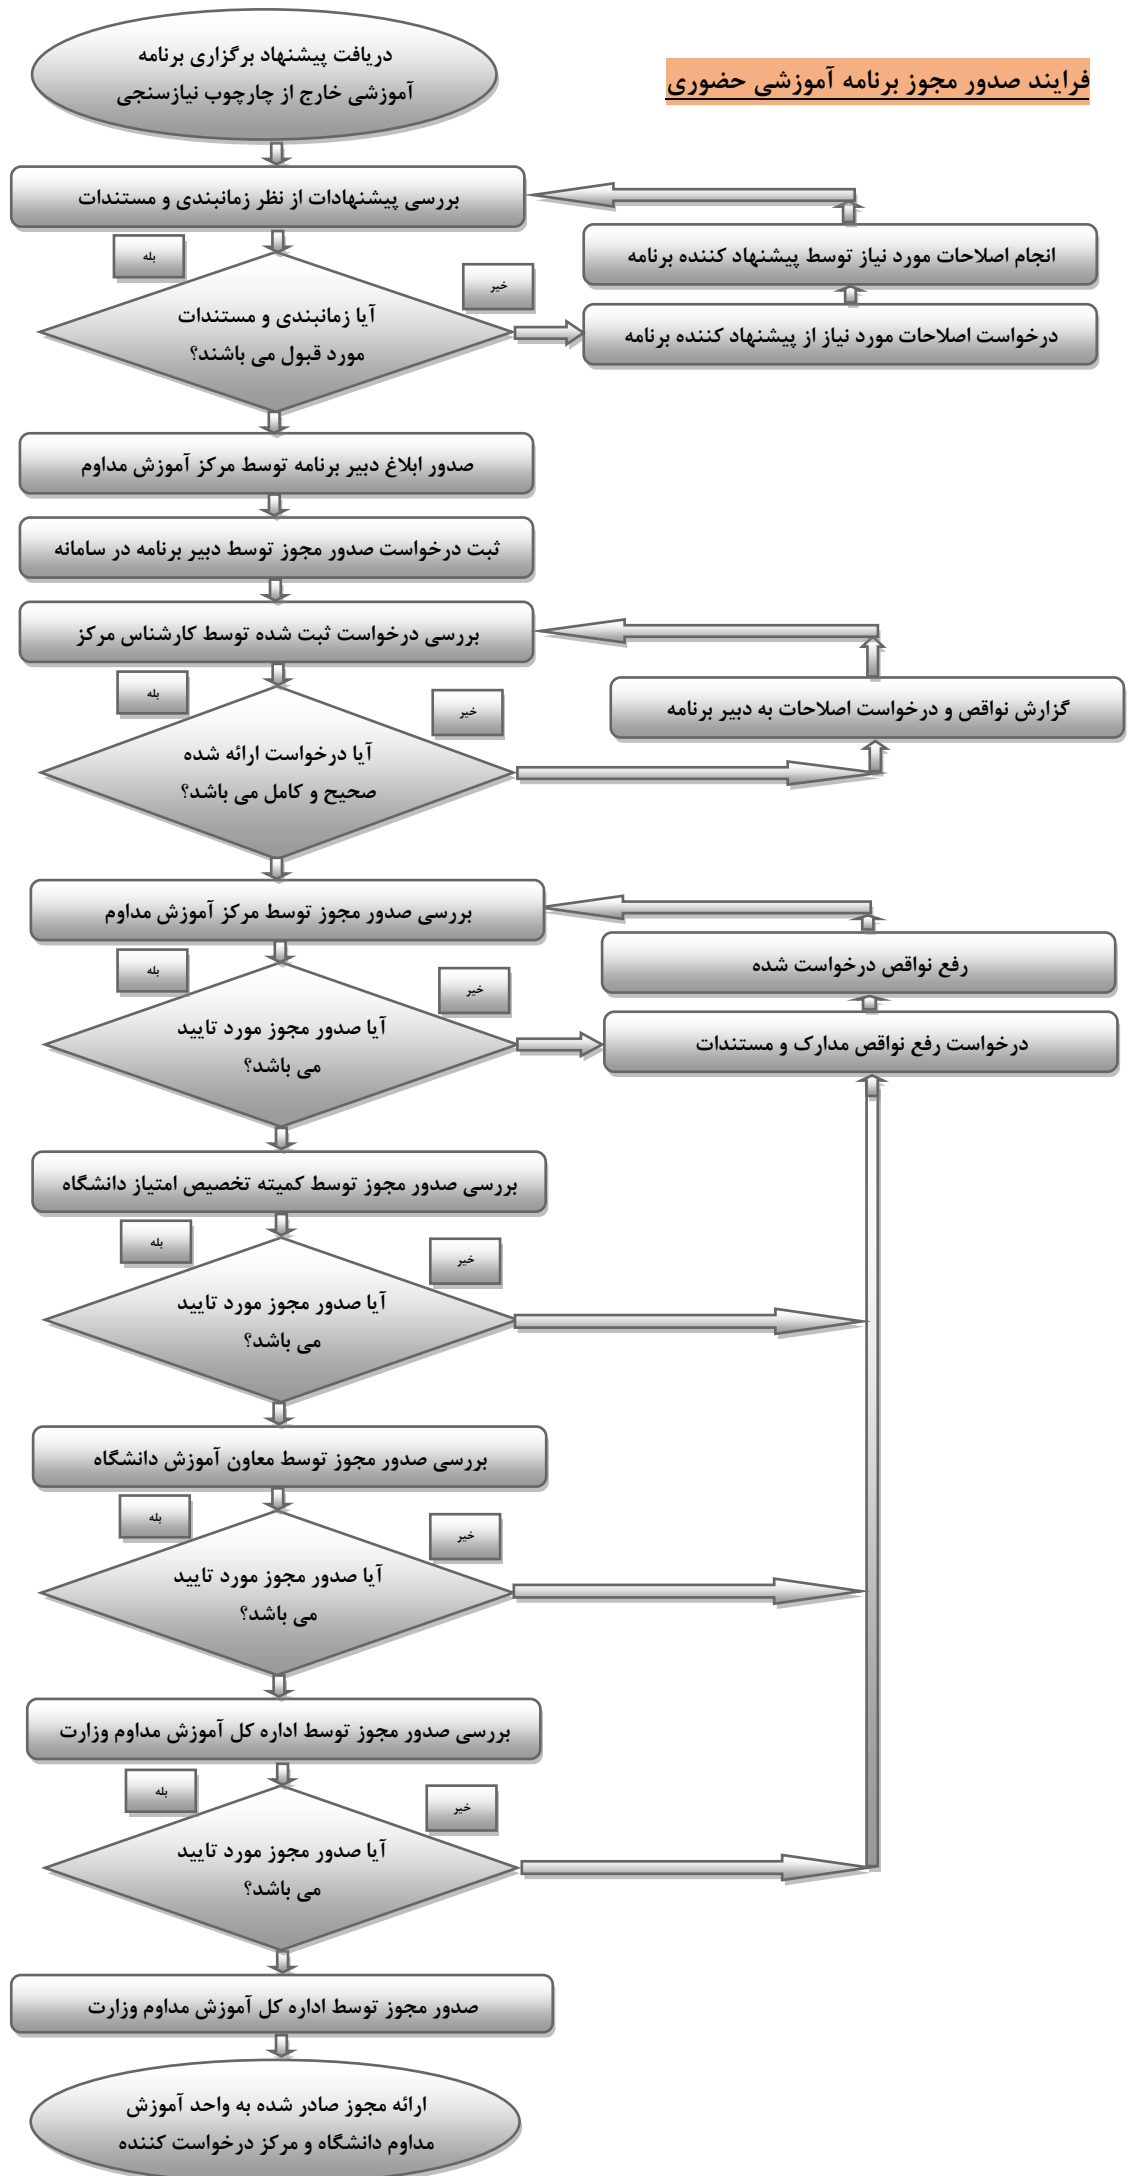 فرایند صدور مجوز برنامه آموزشی حضوری
دریافت پیشنهاد برگزاری برنامه
آموزشی خارج از چارچوب نیازسنجی
بررسی پیشنهادات از نظر زمانبندی و مستندات
انجام اصلاحات مورد نیاز توسط پیشنهاد کننده برنامه
بله
خیر
آیا زمانبندی و مستندات
مورد قبول می باشند؟
درخواست اصلاحات مورد نیاز از پیشنهاد کننده برنامه
صدور ابلاغ دبیر برنامه توسط مرکز آموزش مداوم
ثبت درخواست صدور مجوز توسط دبیر برنامه در سامانه
بررسی درخواست ثبت شده توسط کارشناس مرکز
بله
خیر
گزارش نواقص و درخواست اصلاحات به دبیر برنامه
آیا درخواست ارائه شده
صحیح و کامل می باشد؟
بررسی صدور مجوز توسط مرکز آموزش مداوم
بله
خیر
رفع نواقص درخواست شده
آیا صدور مجوز مورد تایید
می باشد؟
درخواست رفع نواقص مدارک و مستندات
بررسی صدور مجوز توسط کمیته تخصیص امتیاز دانشگاه
بله
خیر
آیا صدور مجوز مورد تایید
می باشد؟
بررسی صدور مجوز توسط معاون آموزش دانشگاه
بله
خیر
آیا صدور مجوز مورد تایید
می باشد؟
بررسی صدور مجوز توسط اداره کل آموزش مداوم وزارت
بله
خیر
آیا صدور مجوز مورد تایید
می باشد؟
صدور مجوز توسط اداره کل آموزش مداوم وزارت
ارائه مجوز صادر شده به واحد آموزش
مداوم دانشگاه و مرکز درخواست کننده